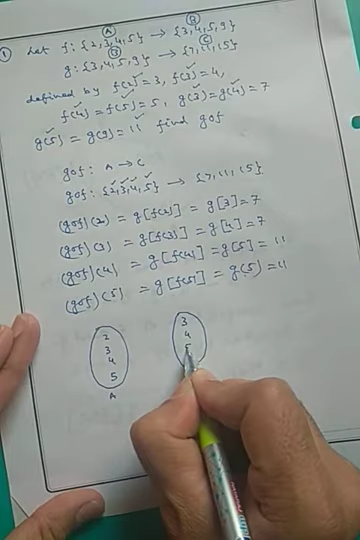 ① Let f: {2,3,4,5} → {3,4,5,9}
A B
g: {3,4,5,9} → {7,11,15}
B C
defined by f(2) = 3, f(3) = 4,
f(4) = f(5) = 5, g(3) = g(4) = 7
g(5) = g(9) = 11 find gof
gof : A → C
gof : {2,3,4,5} → {7,11,15}
(gof)(2) = g[f(2)] = g[3] = 7
(gof)(3) = g[f(3)] = g[4] = 7
(gof)(4) = g[f(4)] = g[5] = 11
(gof)(5) = g[f(5)] = g(5) = 11
2 3
3 4
4 5
5
A